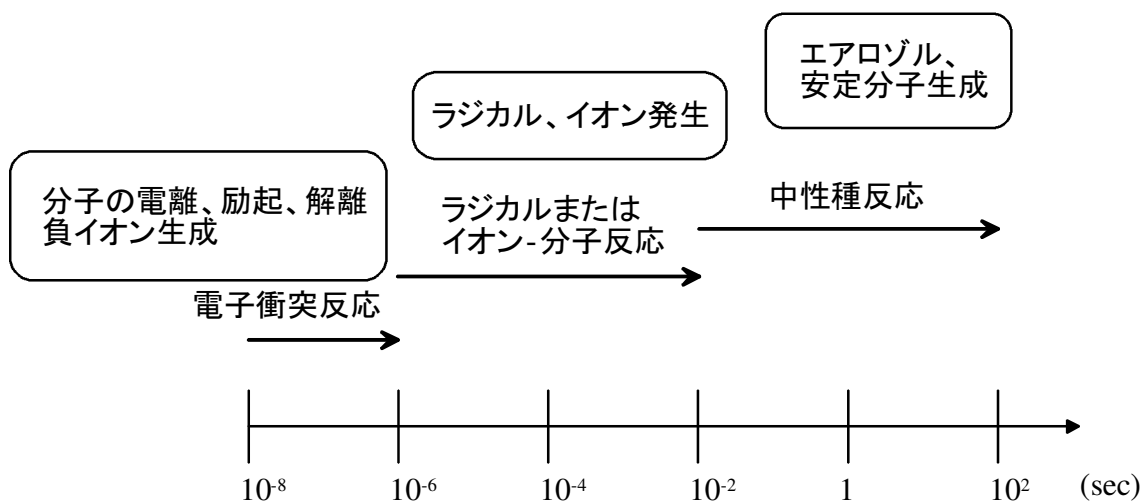 エアロゾル、
安定分子生成
ラジカル、イオン発生
分子の電離、励起、解離
負イオン生成
ラジカルまたは
イオン-分子反応
中性種反応
電子衝突反応
10⁻⁸ 10⁻⁶ 10⁻⁴ 10⁻² 1 10² (sec)